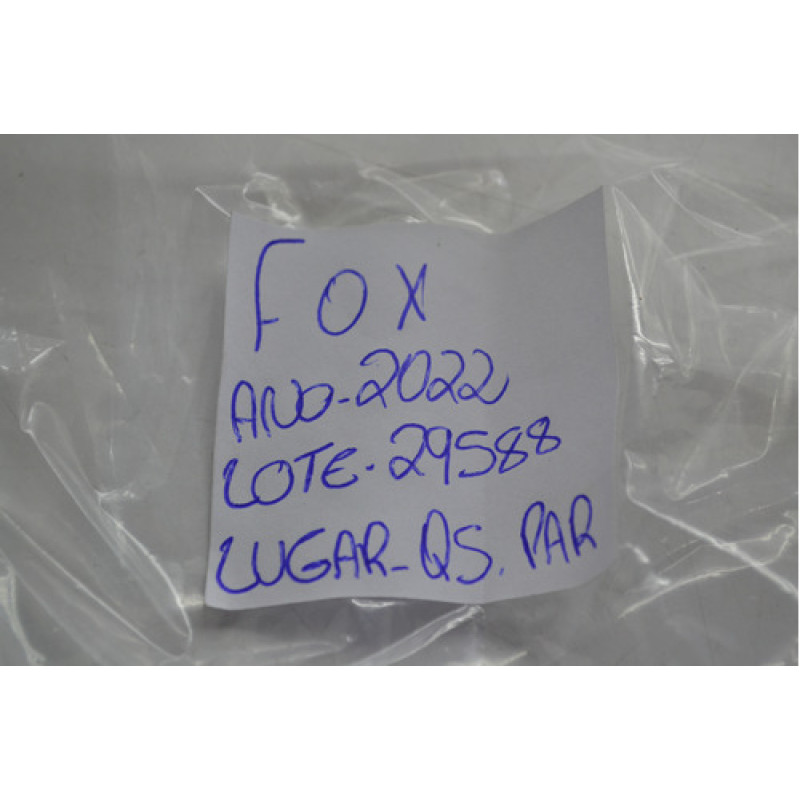 FOX
ANO-2022
LOTE-29588
LUGAR-QS. PAR